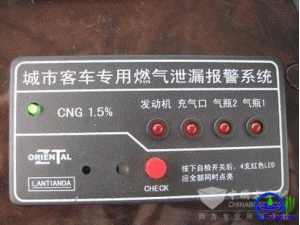 城市客车专用燃气泄漏报警系统
发动机 充气口 气瓶2 气瓶1
CNG 1.5%
ORIENTAL
LANTIANDA
CHECK
按下自检开关后，4支红色LED
应全部同时点亮